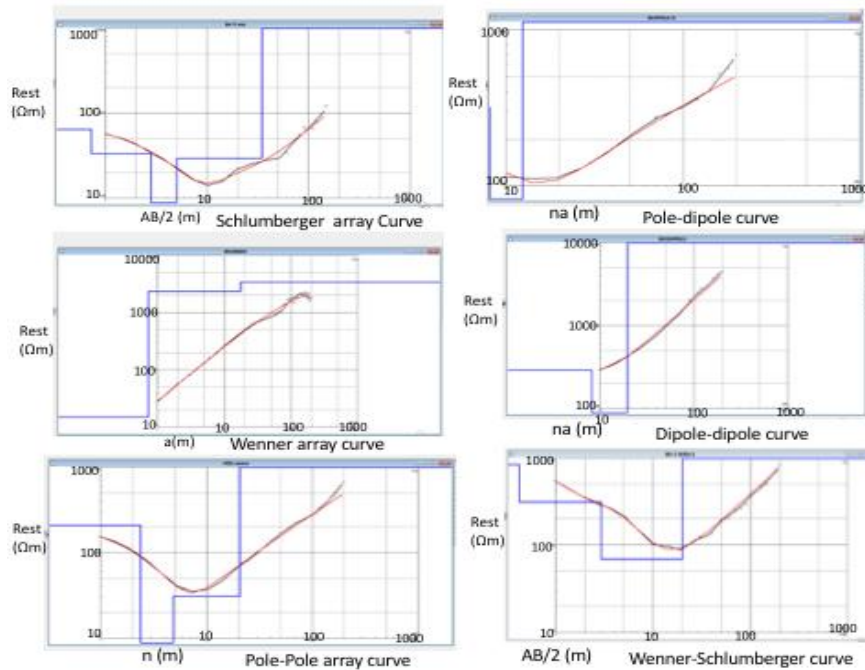 1000
Rest
(Ωm)
100
10
10
100
1000
AB/2 (m)
Schlumberger array Curve
1000
Rest
(Ωm)
100
10
100
1000
na (m)
Pole-dipole curve
10000
Rest
(Ωm)
1000
100
10
10
100
1000
a(m)
Wenner array curve
10000
Rest
(Ωm)
1000
100
10
100
1000
na (m)
Dipole-dipole curve
1000
Rest
(Ωm)
100
10
10
100
1000
n (m)
Pole-Pole array curve
1000
Rest
(Ωm)
100
10
10
100
1000
AB/2 (m)
Wenner-Schlumberger curve